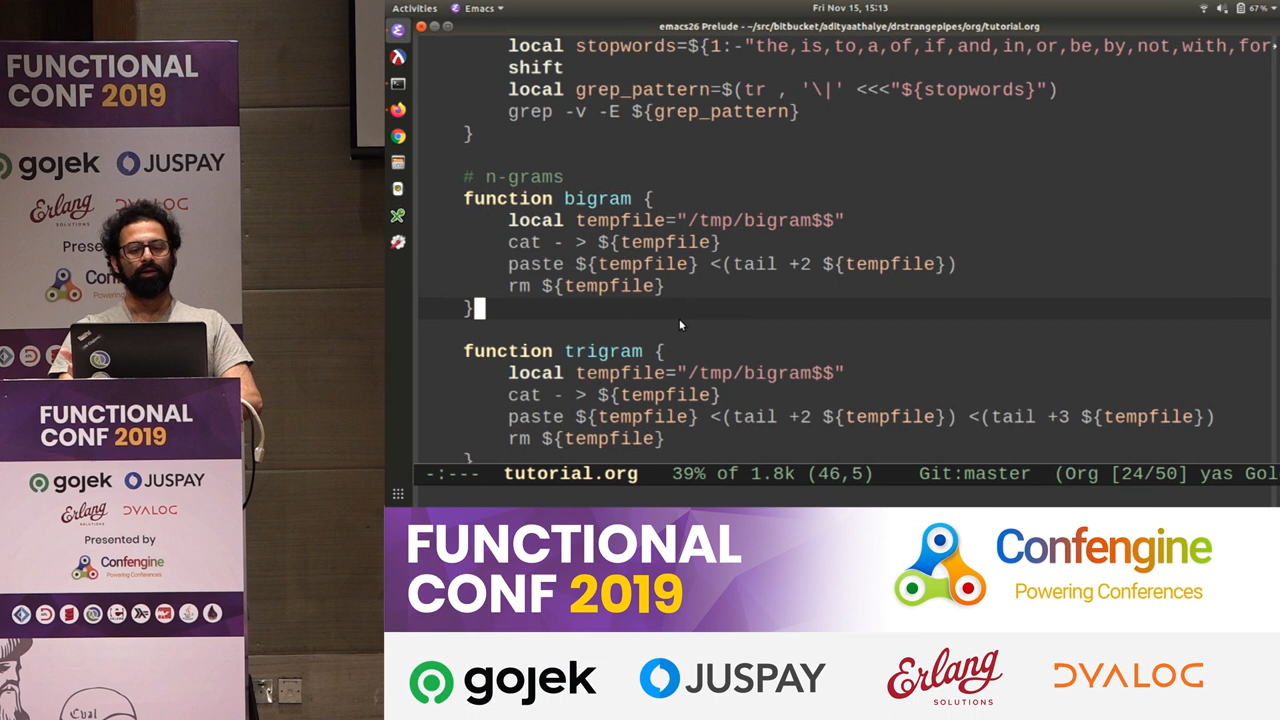 FUNCTIONAL
CONF 2019
gojek
JUSPAY
Erlang
SOLUTIONS
Prese
Conf
Powering
FUNCTIONAL
CONF 2019
gojek
JUSPAY
Erlang
SOLUTIONS
DYALOG
Presented by
Confengine
Powering Conferences
Activities
Emacs
Fri Nov 15, 15:13
67 %
emacs26 Prelude - ~/src/bitbucket/adityaathalye/drstrangepipes/org/tutorial.org
local stopwords=${1:-"the,is,to,a,of,if,and,in,or,be,by,not,with,for
shift
local grep_pattern=$(tr , '\|' <<<"${stopwords}")
grep -v -E ${grep_pattern}
}
# n-grams
function bigram {
local tempfile="/tmp/bigram$$"
cat - > ${tempfile}
paste ${tempfile} <(tail +2 ${tempfile})
rm ${tempfile}
}
function trigram {
local tempfile="/tmp/bigram$$"
cat - > ${tempfile}
paste ${tempfile} <(tail +2 ${tempfile}) <(tail +3 ${tempfile})
rm ${tempfile}
}
-:--- tutorial.org 39% of 1.8k (46,5) Git:master (Org [24/50] yas Gol
FUNCTIONAL
CONF 2019
Confengine
Powering Conferences
gojek
JUSPAY
Erlang
SOLUTIONS
DYALOG